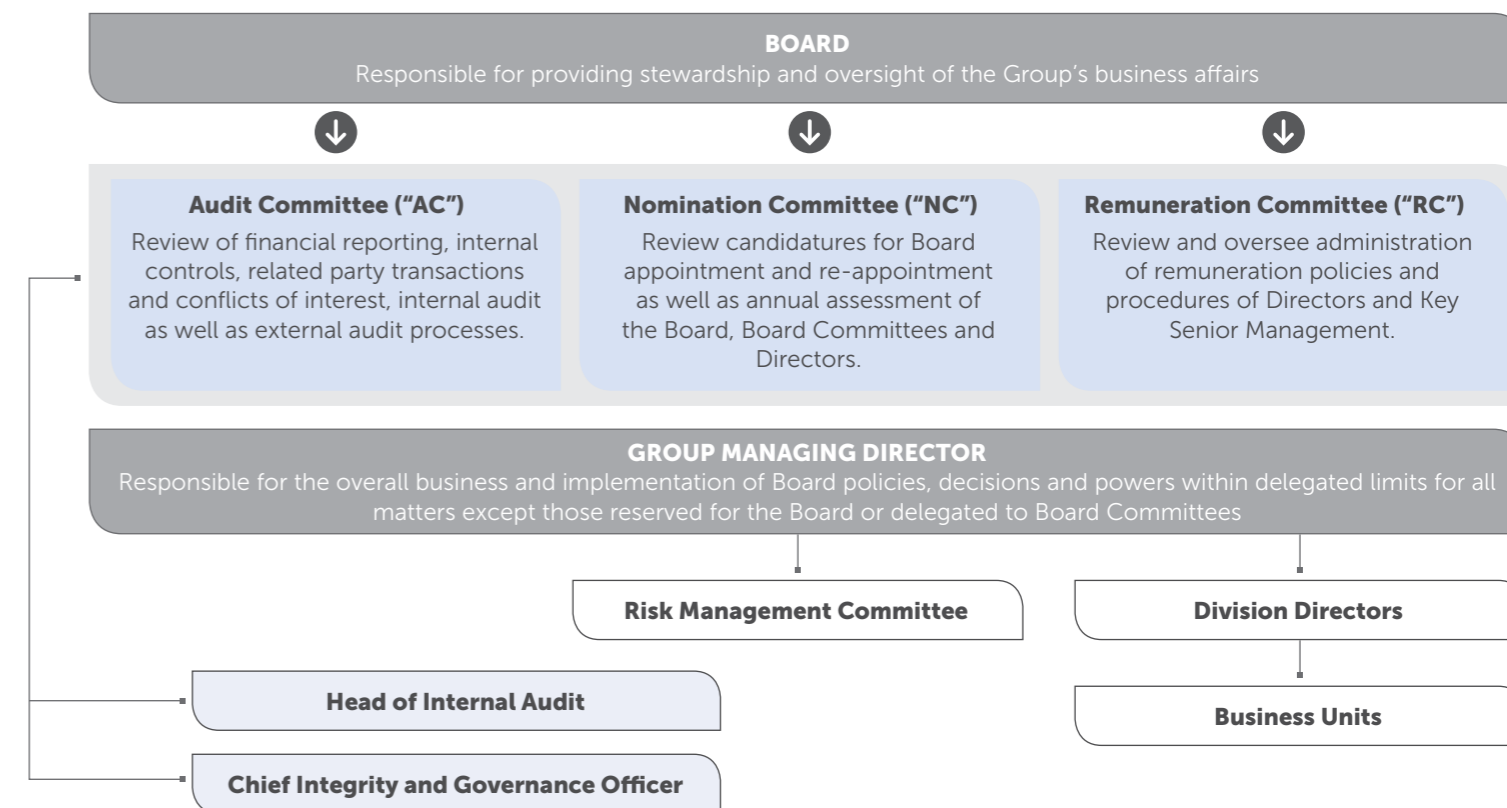 BOARD
Responsible for providing stewardship and oversight of the Group’s business affairs
Audit Committee (“AC”)
Review of financial reporting, internal
controls, related party transactions
and conflicts of interest, internal audit
as well as external audit processes.
Nomination Committee (“NC”)
Review candidatures for Board
appointment and re-appointment
as well as annual assessment of
the Board, Board Committees and
Directors.
Remuneration Committee (“RC”)
Review and oversee administration
of remuneration policies and
procedures of Directors and Key
Senior Management.
GROUP MANAGING DIRECTOR
Responsible for the overall business and implementation of Board policies, decisions and powers within delegated limits for all
matters except those reserved for the Board or delegated to Board Committees
Risk Management Committee
Division Directors
Head of Internal Audit
Business Units
Chief Integrity and Governance Officer